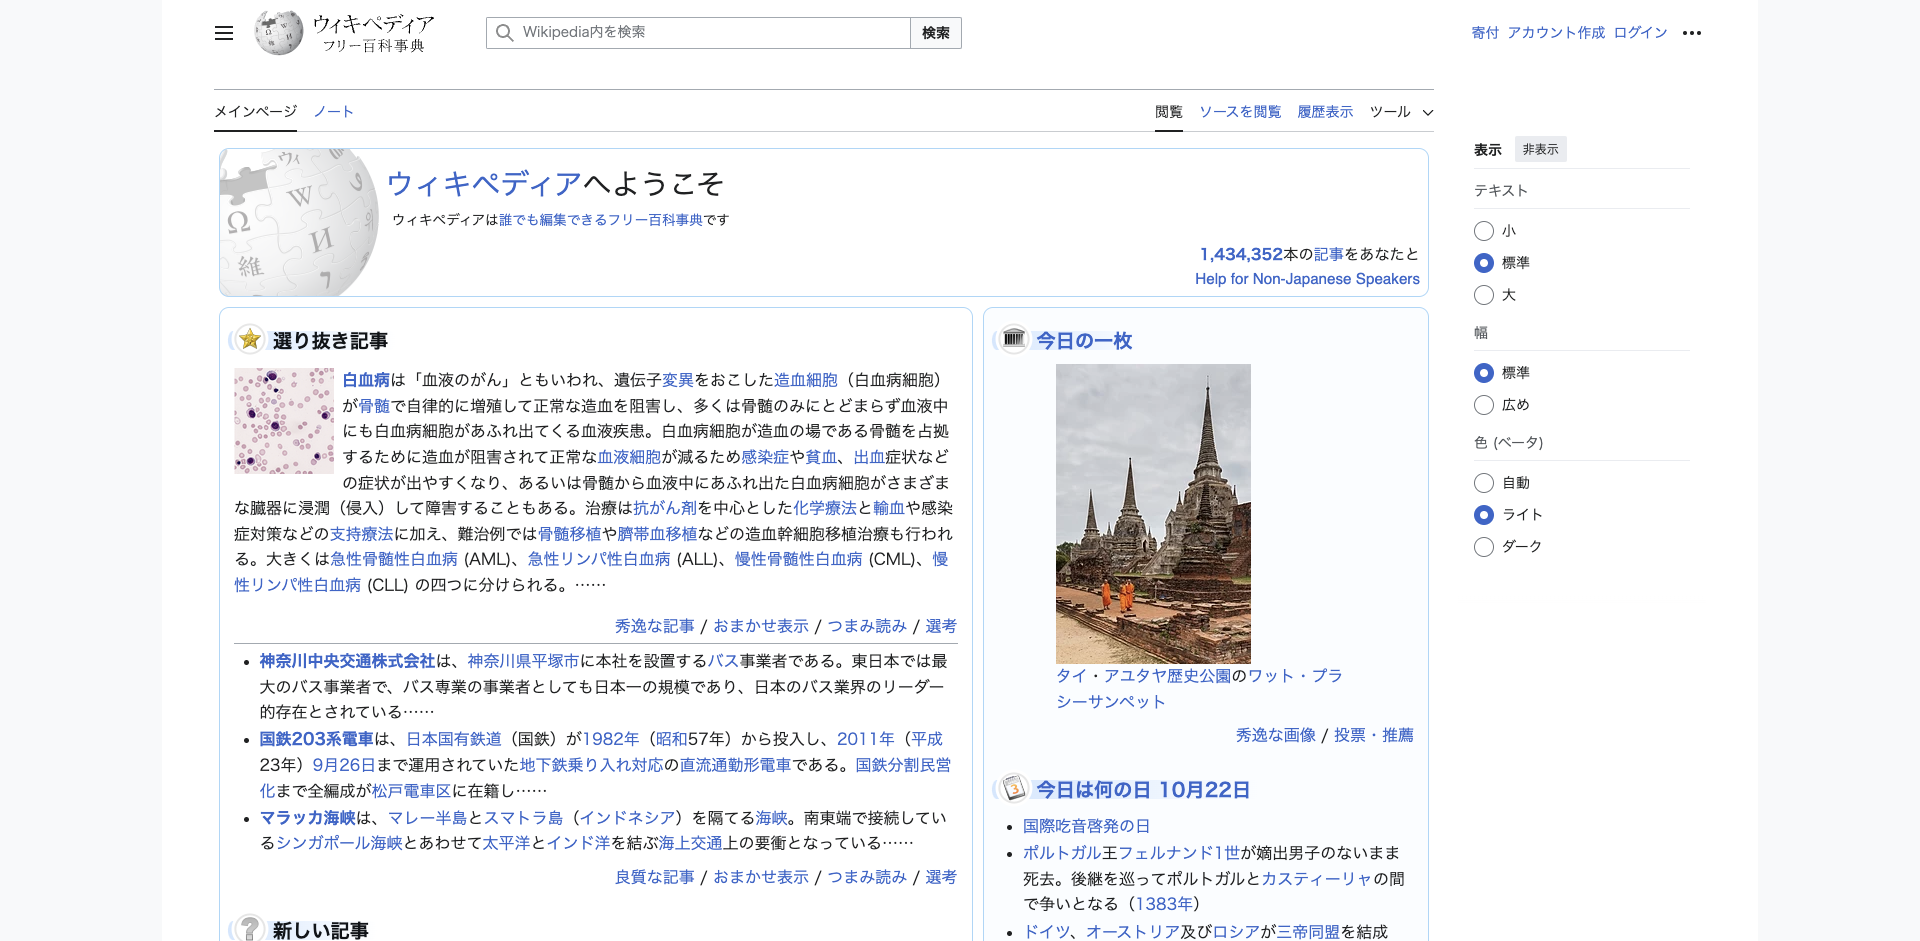 ウィキペディア
フリー百科事典
Wikipedia内を検索
検索
寄付 アカウント作成 ログイン
メインページ ノート
閲覧 ソースを閲覧 履歴表示 ツール
ウィキペディアへようこそ
ウィキペディアは誰でも編集できるフリー百科事典です
1,434,352本の記事をあなたと
Help for Non-Japanese Speakers
選り抜き記事
白血病は「血液のがん」ともいわれ、遺伝子変異をおこした造血細胞（白血病細胞）
が骨髄で自律的に増殖して正常な造血を阻害し、多くは骨髄のみにとどまらず血液中
にも白血病細胞があふれ出てくる血液疾患。白血病細胞が造血の場である骨髄を占拠
するために造血が阻害されて正常な血液細胞が減るため感染症や貧血、出血症状など
の症状が出やすくなり、あるいは骨髄から血液中にあふれ出た白血病細胞がさまざま
な臓器に浸潤（侵入）して障害することもある。治療は抗がん剤を中心とした化学療法と輸血や感染
症対策などの支持療法に加え、難治例では骨髄移植や臍帯血移植などの造血幹細胞移植治療も行われ
る。大きくは急性骨髄性白血病 (AML)、急性リンパ性白血病 (ALL)、慢性骨髄性白血病 (CML)、慢
性リンパ性白血病 (CLL) の四つに分けられる。……
秀逸な記事 / おまかせ表示 / つまみ読み / 選考
神奈川中央交通株式会社は、神奈川県平塚市に本社を設置するバス事業者である。東日本では最
大のバス事業者で、バス専業の事業者としても日本一の規模であり、日本のバス業界のリーダー
的存在とされている……
国鉄203系電車は、日本国有鉄道（国鉄）が1982年（昭和57年）から投入し、2011年（平成
23年）9月26日まで運用されていた地下鉄乗り入れ対応の直流通勤形電車である。国鉄分割民営
化まで全編成が松戸電車区に在籍し……
マラッカ海峡は、マレー半島とスマトラ島（インドネシア）を隔てる海峡。南東端で接続してい
るシンガポール海峡とあわせて太平洋とインド洋を結ぶ海上交通上の要衝となっている……
良質な記事 / おまかせ表示 / つまみ読み / 選考
新しい記事
今日の一枚
タイ・アユタヤ歴史公園のワット・プラ
シーサンペット
秀逸な画像 / 投票・推薦
今日は何の日 10月22日
国際吃音啓発の日
ポルトガル王フェルナンド1世が嫡出男子のないまま
死去。後継を巡ってポルトガルとカスティーリャの間
で争いとなる（1383年）
ドイツ、オーストリア及びロシアが三帝同盟を結成
表示 非表示
テキスト
小
標準
大
幅
標準
広め
色 (ベータ)
自動
ライト
ダーク